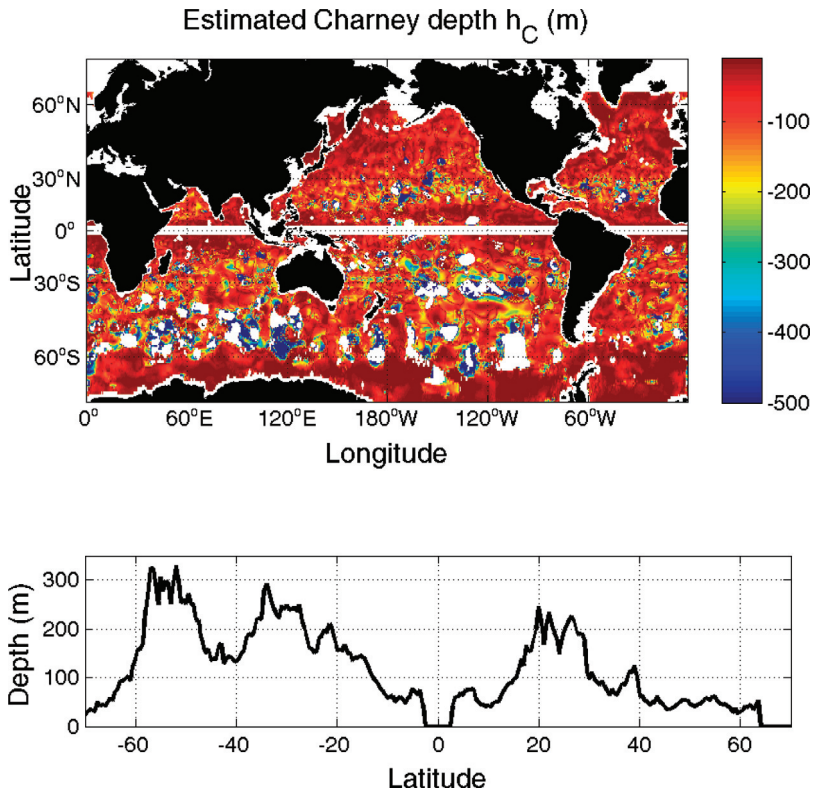 Estimated Charney depth h_C (m)
Latitude
60°N
30°N
0°
30°S
60°S
0° 60°E 120°E 180°W 120°W 60°W
Longitude
-100
-200
-300
-400
-500
Depth (m)
300
200
100
0
-60 -40 -20 0 20 40 60
Latitude